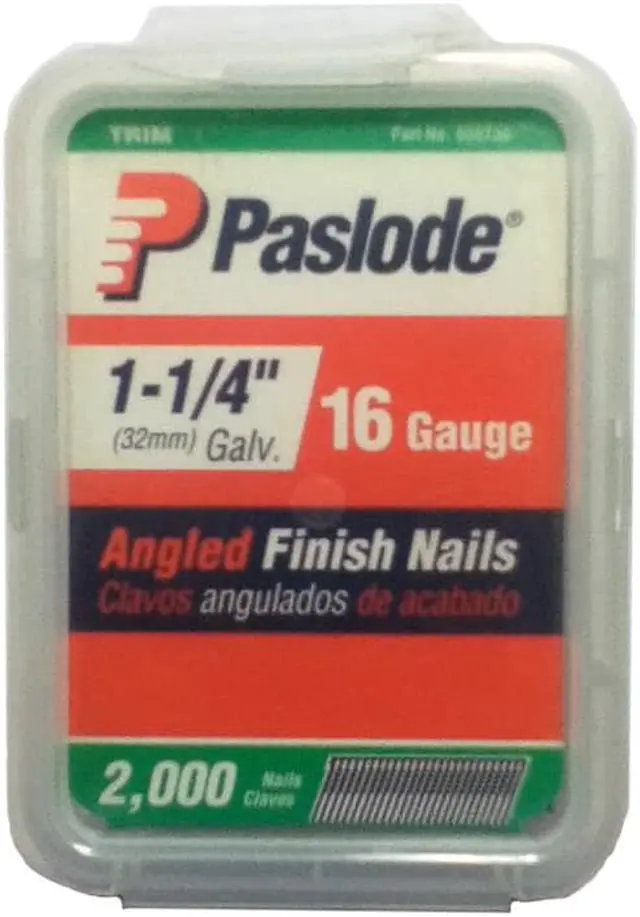 TRIM Part No.
Paslode®
1-1/4"
(32mm) Galv.
16 Gauge
Angled Finish Nails
Clavos angulados de acabado
2,000 Nails
Clavos